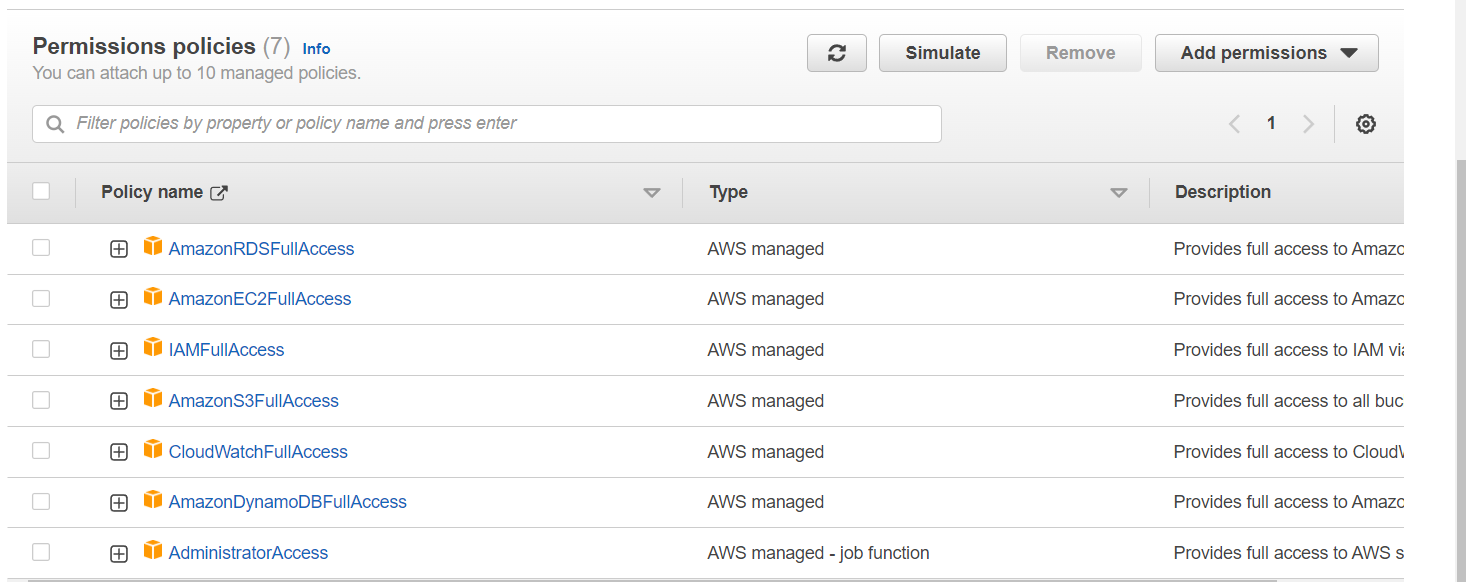 Permissions policies (7) Info
You can attach up to 10 managed policies.
Simulate Remove Add permissions
Filter policies by property or policy name and press enter
1
Policy name Type Description
AmazonRDSFullAccess AWS managed Provides full access to Amazo
AmazonEC2FullAccess AWS managed Provides full access to Amazo
IAMFullAccess AWS managed Provides full access to IAM via
AmazonS3FullAccess AWS managed Provides full access to all buc
CloudWatchFullAccess AWS managed Provides full access to Cloud
AmazonDynamoDBFullAccess AWS managed Provides full access to Amazo
AdministratorAccess AWS managed - job function Provides full access to AWS s